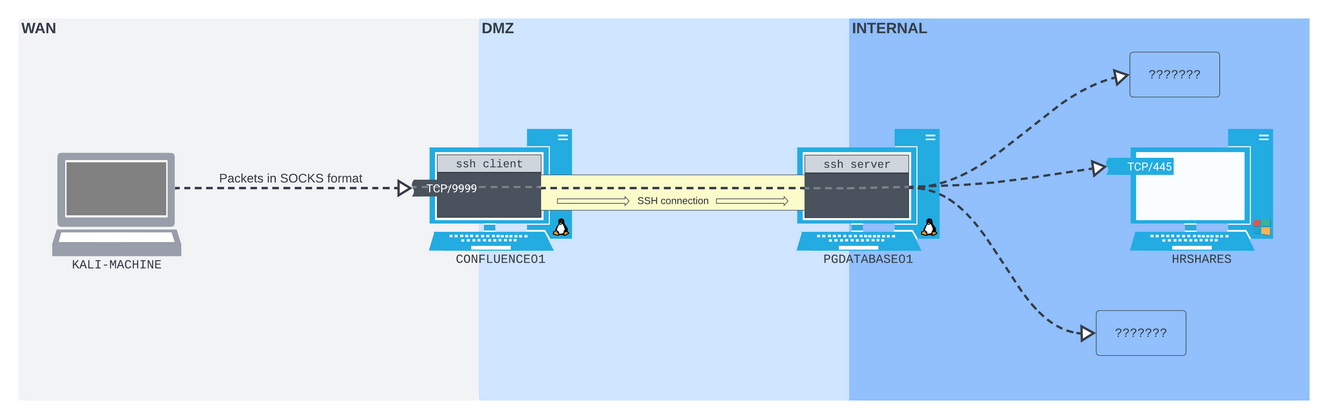 WAN
DMZ
INTERNAL
???????
ssh client
ssh server
TCP/445
Packets in SOCKS format
TCP/9999
SSH connection
KALI-MACHINE
CONFLUENCE01
PGDATABASE01
HRSHARES
???????